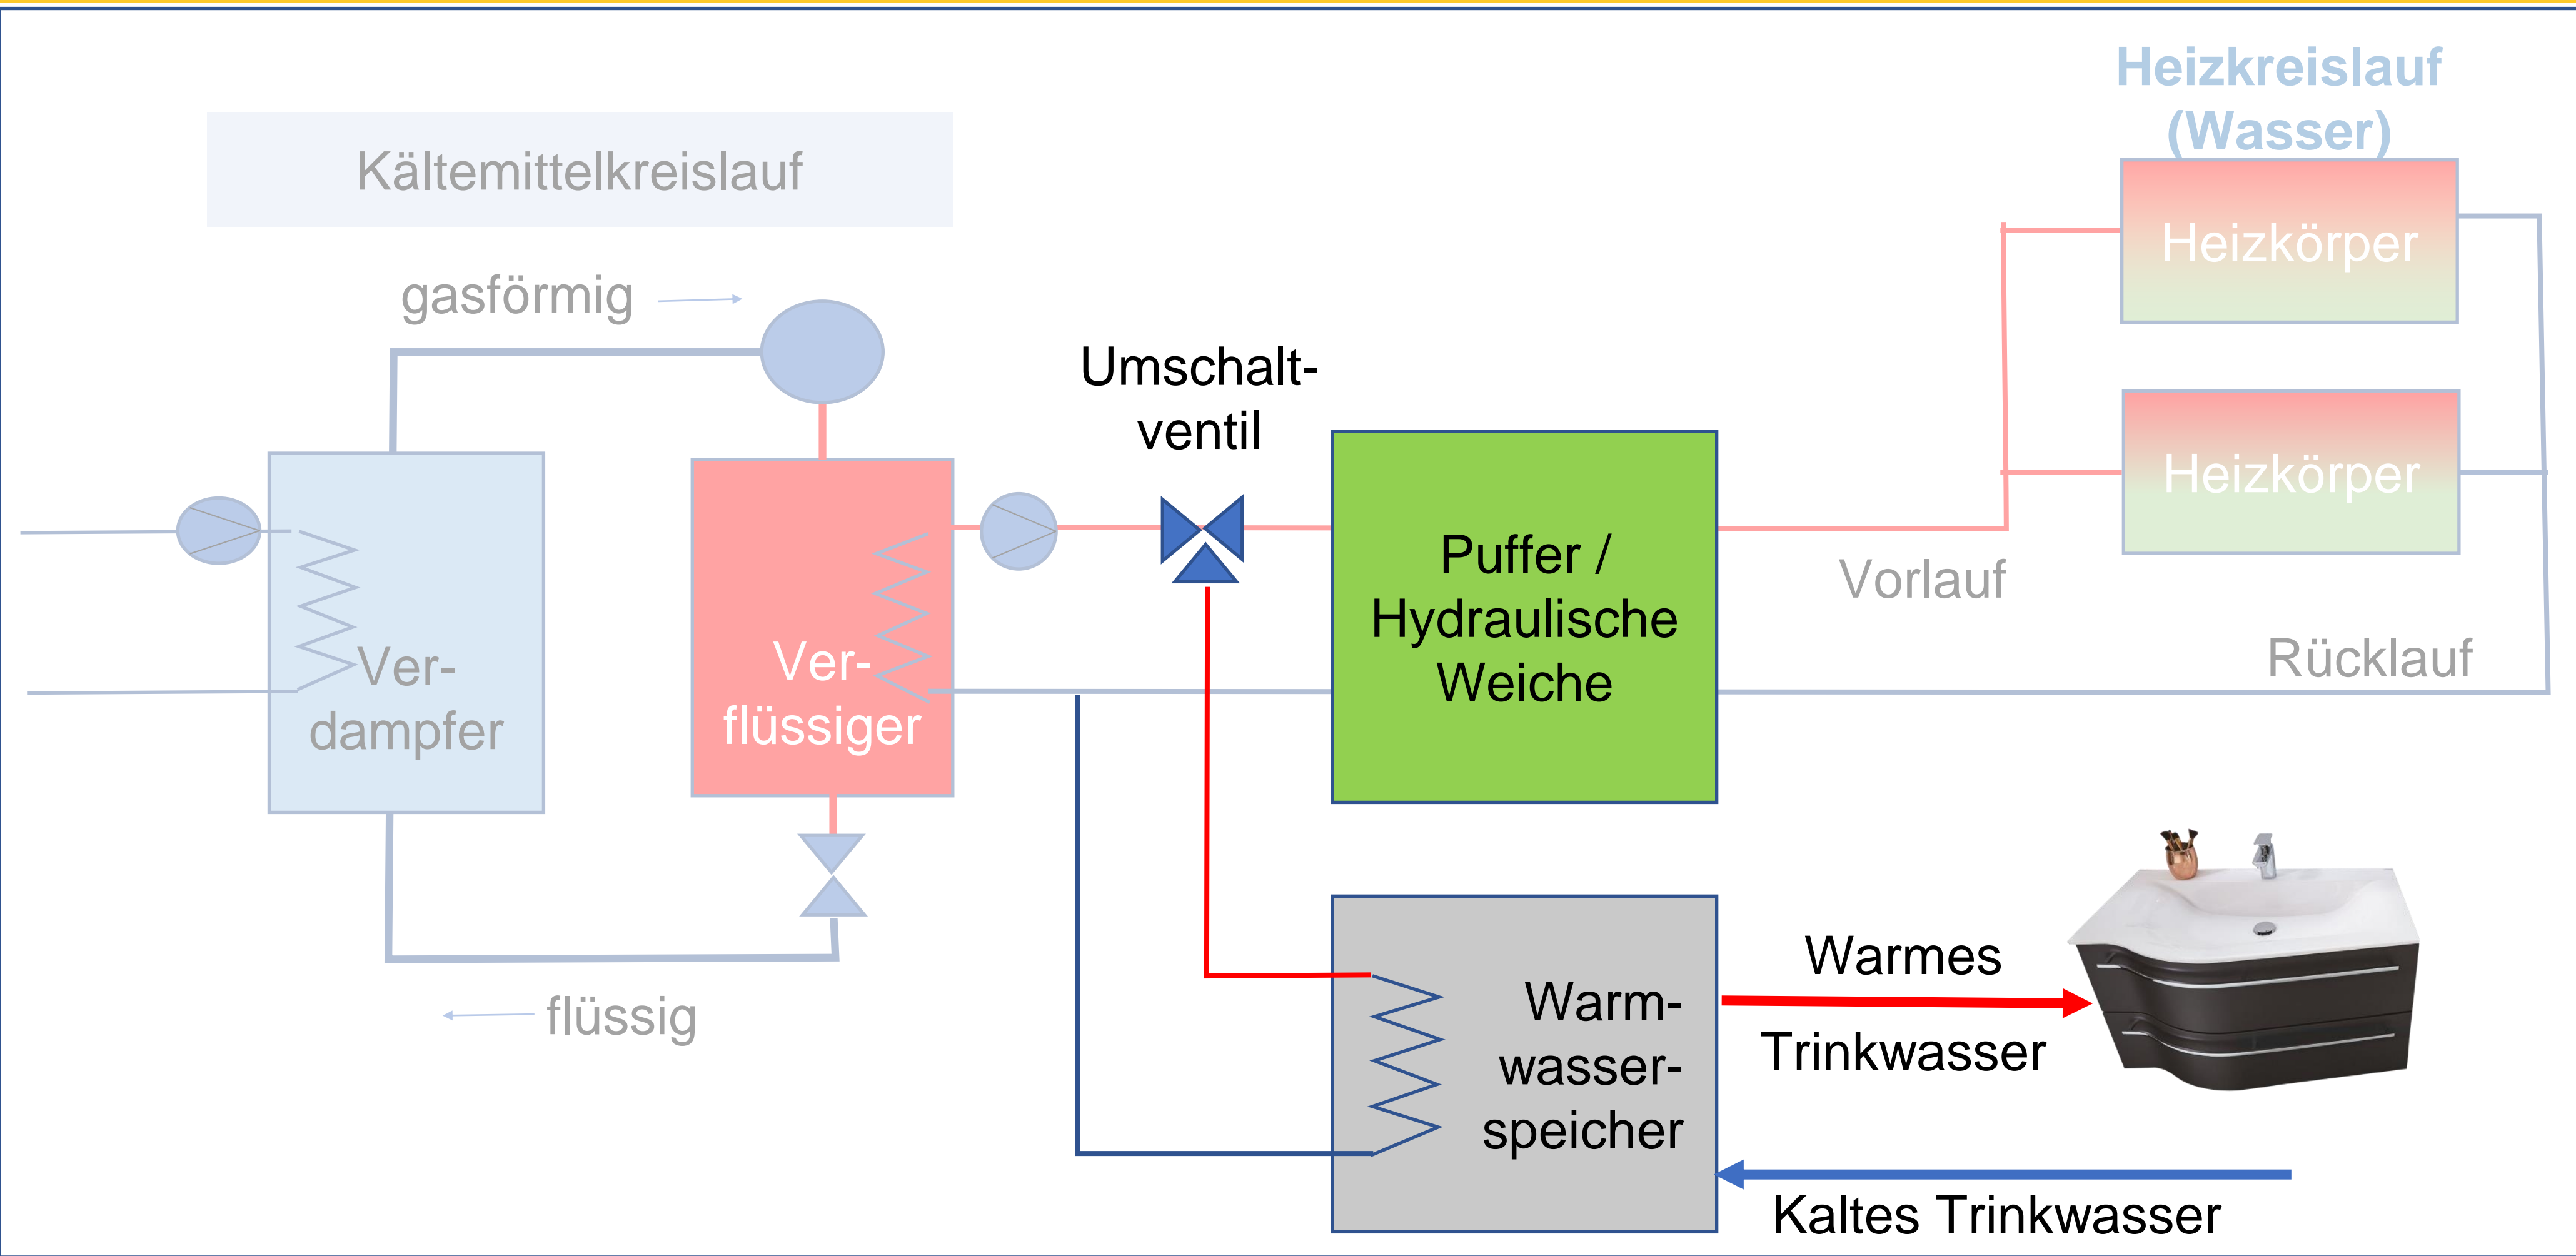 Heizkreislauf
(Wasser)
Kältemittelkreislauf
gasförmig
Heizkörper
Umschalt-
ventil
Heizkörper
Puffer /
Hydraulische
Weiche
Vorlauf
Rücklauf
Ver-
dampfer
Ver-
flüssiger
flüssig
Warm-
wasser-
speicher
Warmes
Trinkwasser
Kaltes Trinkwasser